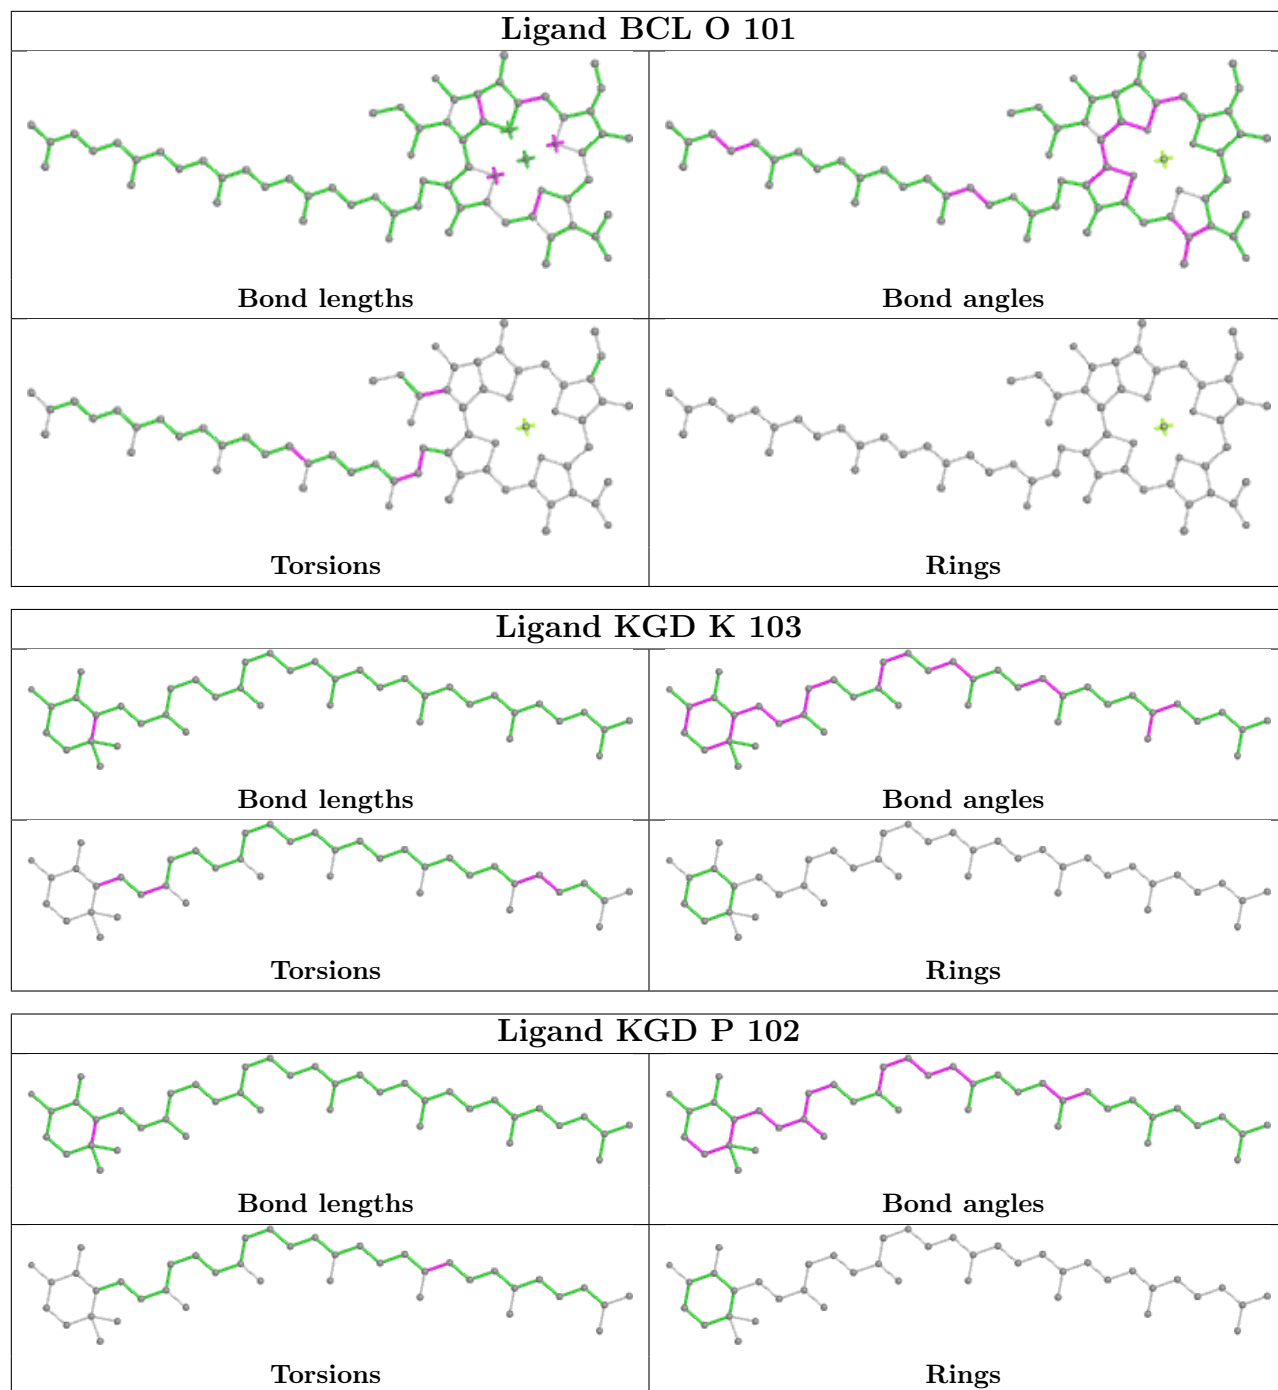 Ligand BCL O 101
Bond lengths
Bond angles
Torsions
Rings
Ligand KGD K 103
Bond lengths
Bond angles
Torsions
Rings
Ligand KGD P 102
Bond lengths
Bond angles
Torsions
Rings